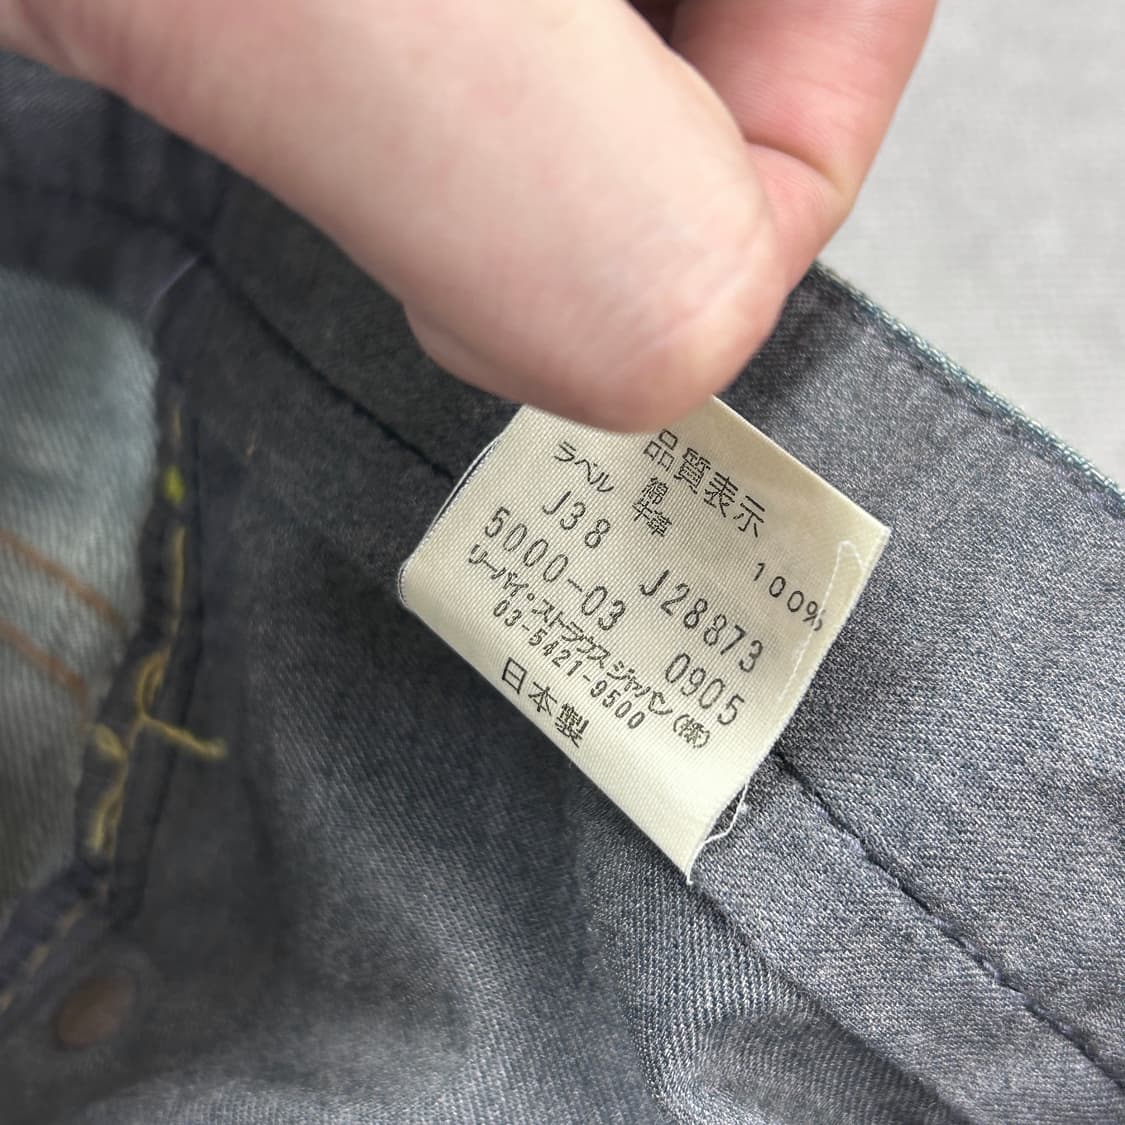 品質表示
綿 100%
ラベル 牛革
J38 J28873
5000-03 0905
リーバイ・ストラウス ジャパン(株)
03-5421-9500
日本製